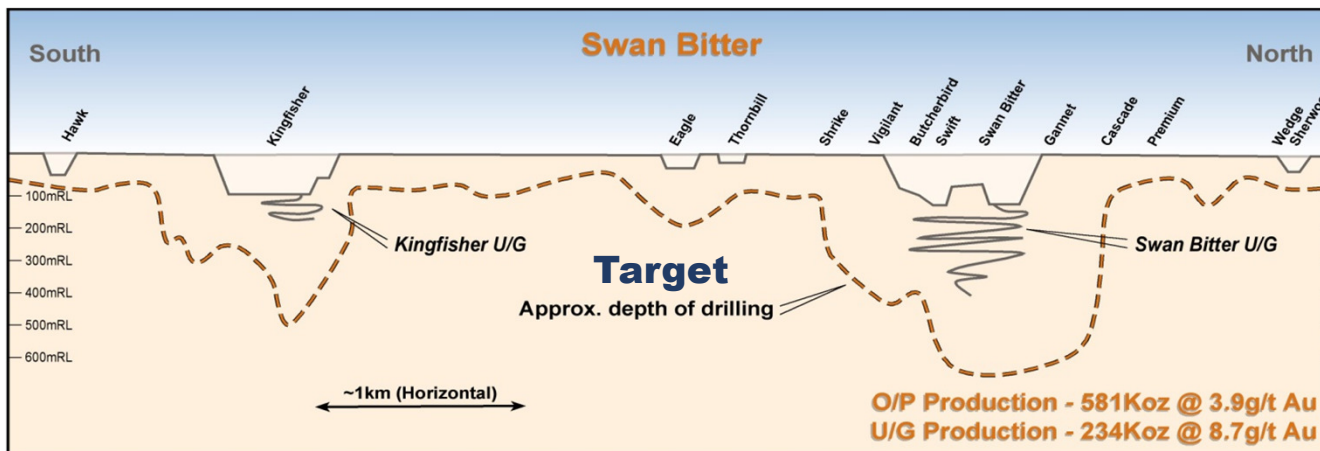 Swan Bitter
South
North
Hawk
Kingfisher
Eagle
Thornbill
Shrike
Vigilant
Butcherbird
Swift
Swan Bitter
Gannet
Cascade
Premium
Wedge
100mRL
200mRL
300mRL
400mRL
500mRL
600mRL
Kingfisher U/G
Swan Bitter U/G
Target
Approx. depth of drilling
~1km (Horizontal)
O/P Production - 581Koz @ 3.9g/t Au
U/G Production - 234Koz @ 8.7g/t Au